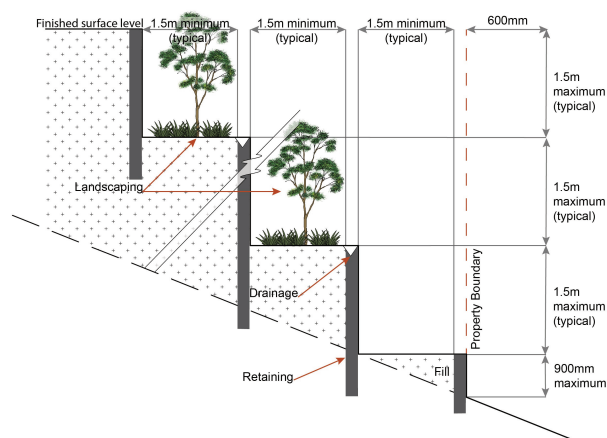 Finished surface level
1.5m minimum
(typical)
1.5m minimum
(typical)
1.5m minimum
(typical)
600mm
1.5m
maximum
(typical)
Landscaping
1.5m
maximum
(typical)
Drainage
Property Boundary
1.5m
maximum
(typical)
Retaining
Fill
900mm
maximum